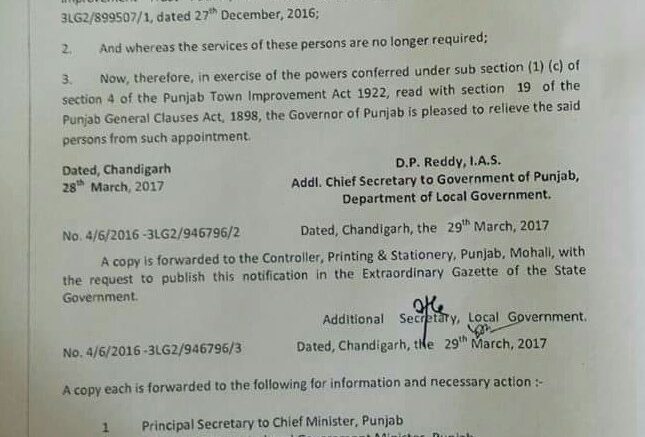 3LG2/899507/1, dated 27th December, 2016;
2. And whereas the services of these persons are no longer required;
3. Now, therefore, in exercise of the powers conferred under sub section (1) (c) of
section 4 of the Punjab Town Improvement Act 1922, read with section 19 of the
Punjab General Clauses Act, 1898, the Governor of Punjab is pleased to relieve the said
persons from such appointment.
Dated, Chandigarh
28th March, 2017
D.P. Reddy, I.A.S.
Addl. Chief Secretary to Government of Punjab,
Department of Local Government.
No. 4/6/2016 -3LG2/946796/2 Dated, Chandigarh, the 29th March, 2017
A copy is forwarded to the Controller, Printing & Stationery, Punjab, Mohali, with
the request to publish this notification in the Extraordinary Gazette of the State
Government.
Additional Secretary, Local Government.
No. 4/6/2016 -3LG2/946796/3 Dated, Chandigarh, the 29th March, 2017
A copy each is forwarded to the following for information and necessary action :-
1 Principal Secretary to Chief Minister, Punjab